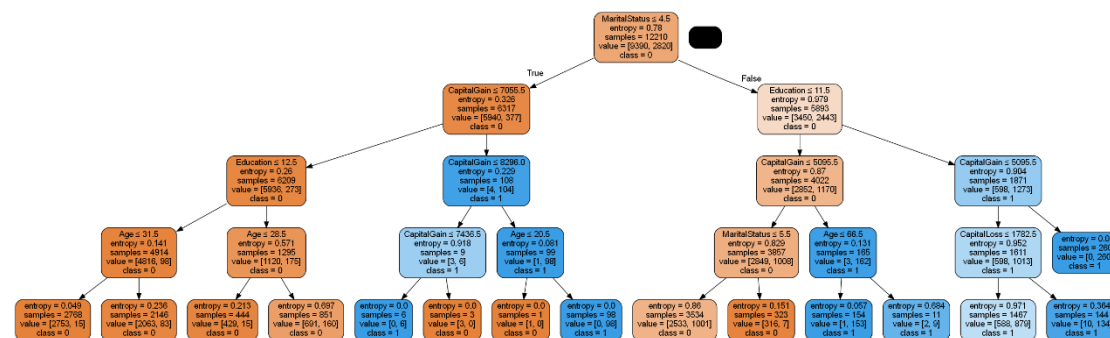 MaritalStatus ≤ 4.5
entropy = 0.78
samples = 12210
value = [9390, 2820]
class = 0
True
False
CapitalGain ≤ 7055.5
entropy = 0.326
samples = 6317
value = [5940, 377]
class = 0
Education ≤ 11.5
entropy = 0.979
samples = 5893
value = [3450, 2443]
class = 0
Education ≤ 12.5
entropy = 0.26
samples = 6209
value = [5936, 273]
class = 0
CapitalGain ≤ 8296.0
entropy = 0.229
samples = 108
value = [4, 104]
class = 1
CapitalGain ≤ 5095.5
entropy = 0.87
samples = 4022
value = [2852, 1170]
class = 0
CapitalGain ≤ 5095.5
entropy = 0.904
samples = 1871
value = [598, 1273]
class = 1
Age ≤ 31.5
entropy = 0.141
samples = 4914
value = [4816, 98]
class = 0
Age ≤ 28.5
entropy = 0.571
samples = 1295
value = [1120, 175]
class = 0
CapitalGain ≤ 7436.5
entropy = 0.918
samples = 9
value = [3, 6]
class = 1
Age ≤ 20.5
entropy = 0.081
samples = 99
value = [1, 98]
class = 1
MaritalStatus ≤ 5.5
entropy = 0.829
samples = 3857
value = [2849, 1008]
class = 0
Age ≤ 66.5
entropy = 0.131
samples = 165
value = [3, 162]
class = 1
CapitalLoss ≤ 1782.5
entropy = 0.952
samples = 1611
value = [598, 1013]
class = 1
entropy = 0.0
samples = 260
value = [0, 260]
class = 1
entropy = 0.049
samples = 2768
value = [2753, 15]
class = 0
entropy = 0.236
samples = 2146
value = [2063, 83]
class = 0
entropy = 0.213
samples = 444
value = [429, 15]
class = 0
entropy = 0.697
samples = 851
value = [691, 160]
class = 0
entropy = 0.0
samples = 6
value = [0, 6]
class = 1
entropy = 0.0
samples = 3
value = [3, 0]
class = 0
entropy = 0.0
samples = 1
value = [1, 0]
class = 0
entropy = 0.0
samples = 98
value = [0, 98]
class = 1
entropy = 0.86
samples = 3534
value = [2533, 1001]
class = 0
entropy = 0.151
samples = 323
value = [316, 7]
class = 0
entropy = 0.057
samples = 154
value = [1, 153]
class = 1
entropy = 0.684
samples = 11
value = [2, 9]
class = 1
entropy = 0.971
samples = 1467
value = [588, 879]
class = 1
entropy = 0.364
samples = 144
value = [10, 134]
class = 1